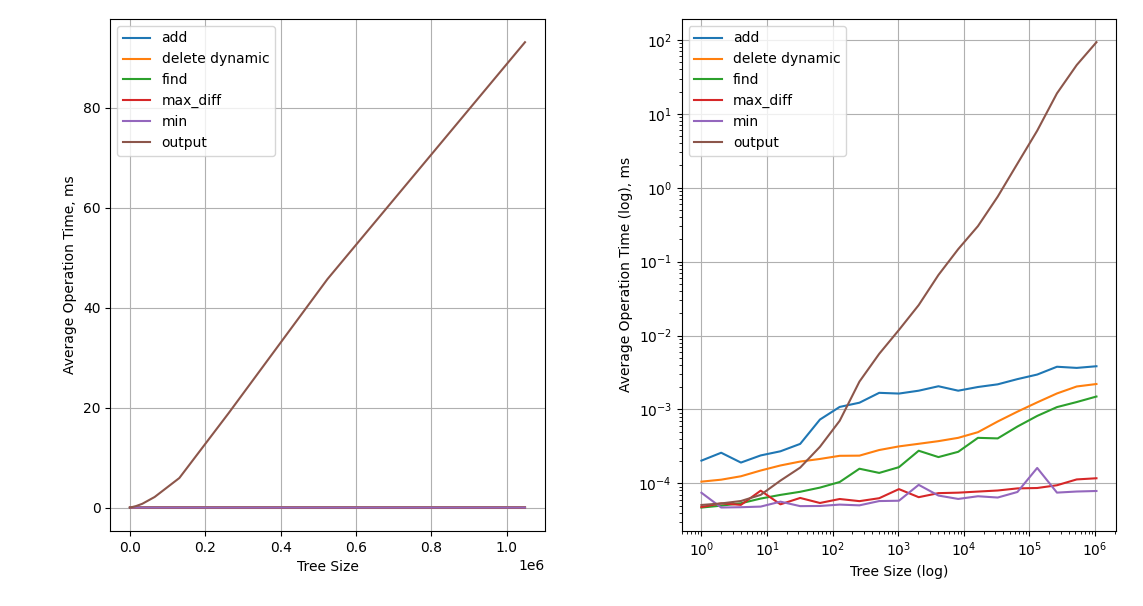 add
delete dynamic
find
max_diff
min
output
Average Operation Time, ms
80
60
40
20
0
0.0 0.2 0.4 0.6 0.8 1.0
1e6
Tree Size
add
delete dynamic
find
max_diff
min
output
Average Operation Time (log), ms
10²
10¹
10⁰
10⁻¹
10⁻²
10⁻³
10⁻⁴
10⁰ 10¹ 10² 10³ 10⁴ 10⁵ 10⁶
Tree Size (log)